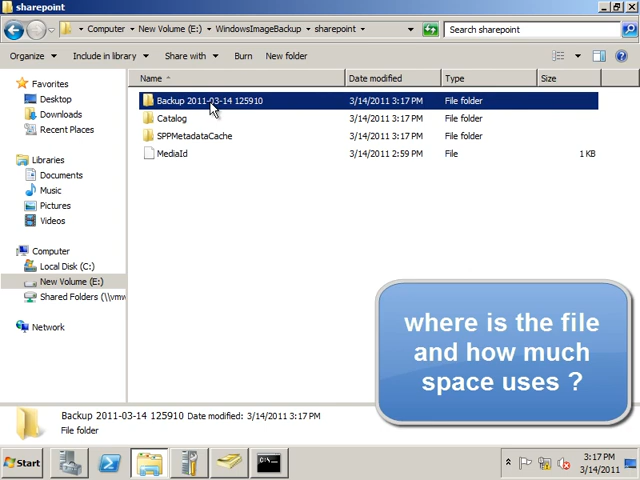 sharepoint
Computer
New Volume (E:)
WindowsImageBackup
sharepoint
Search sharepoint
Organize
Include in library
Share with
Burn
New folder
Name
Date modified
Type
Size
Favorites
Desktop
Downloads
Recent Places
Libraries
Documents
Music
Pictures
Videos
Computer
Local Disk (C:)
New Volume (E:)
Shared Folders (\\vmw
Network
Backup 2011-03-14 125910 3/14/2011 3:17 PM File folder
Catalog 3/14/2011 3:17 PM File folder
SPPMetadataCache 3/14/2011 3:17 PM File folder
MediaId 3/14/2011 2:59 PM File 1 KB
where is the file
and how much
space uses ?
Backup 2011-03-14 125910 Date modified: 3/14/2011 3:17 PM
File folder
Start
3:17 PM
3/14/2011